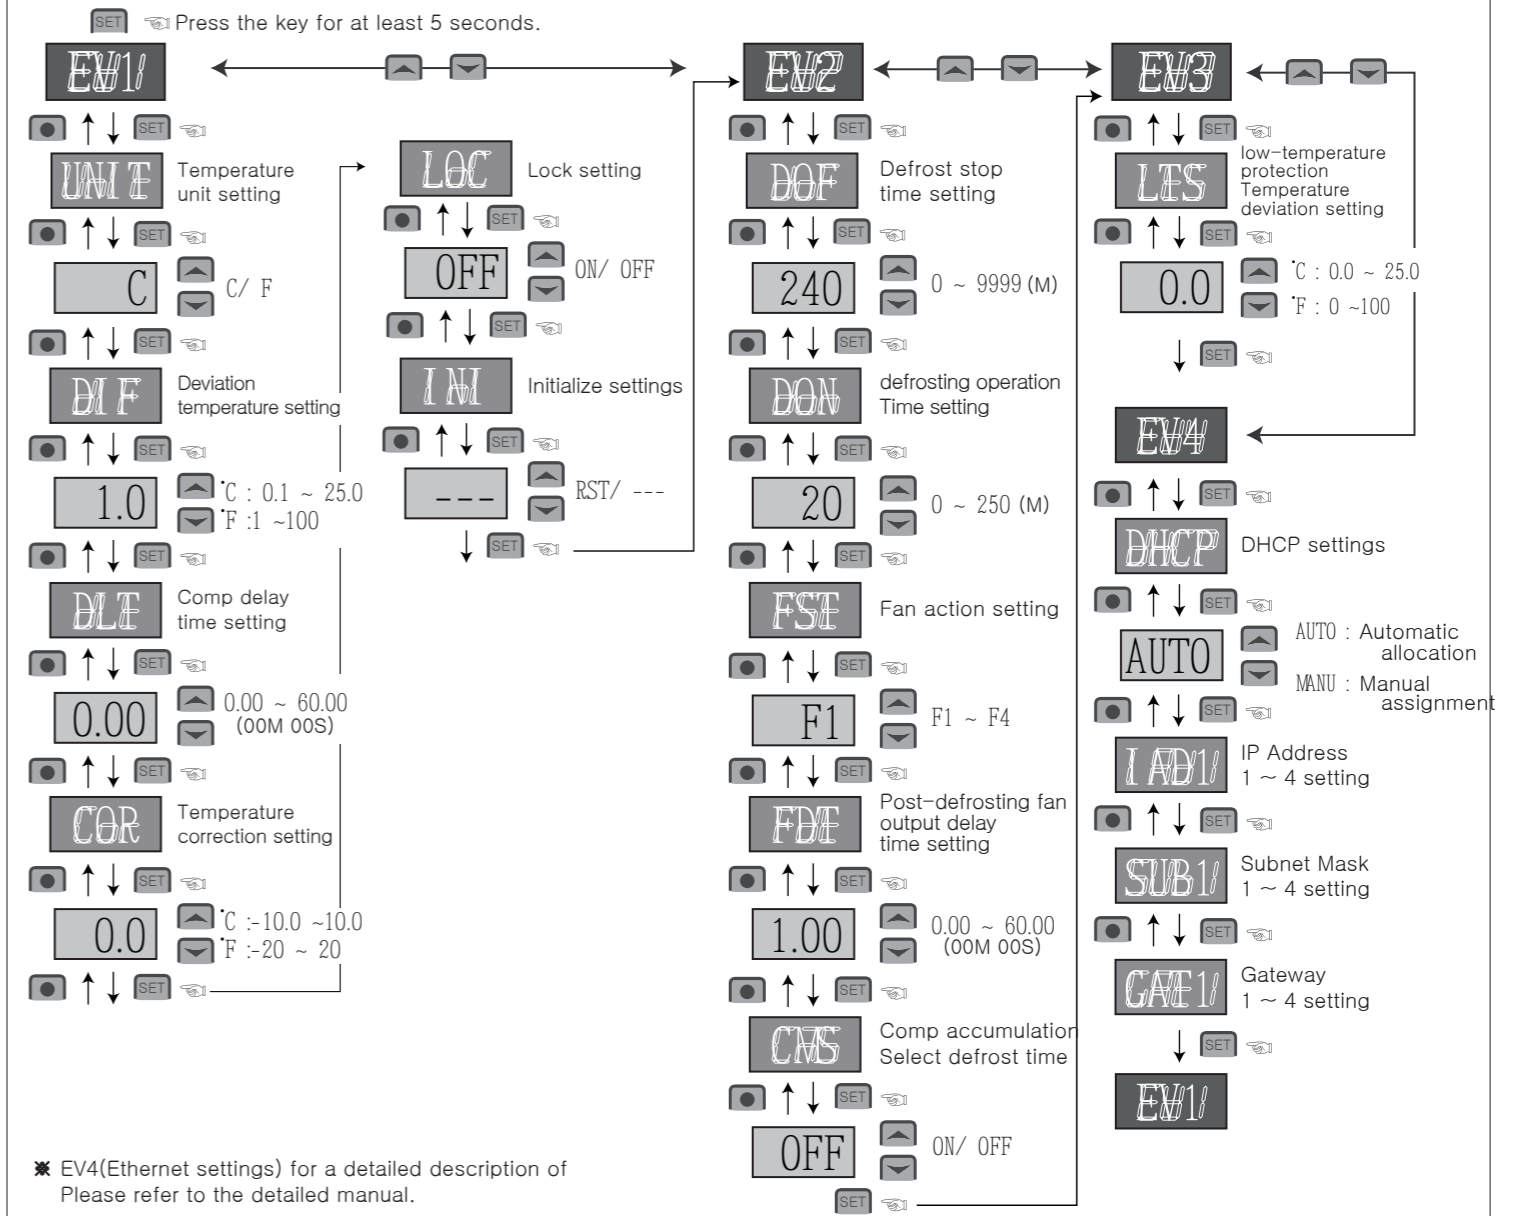 SET Press the key for at least 5 seconds.
EV1
SET
UNIT
Temperature
unit setting
SET
C
C/ F
SET
DIF
Deviation
temperature setting
SET
1.0
°C : 0.1 ~ 25.0
°F :1 ~100
SET
DLT
Comp delay
time setting
SET
0.00
0.00 ~ 60.00
(00M 00S)
SET
COR
Temperature
correction setting
SET
0.0
°C :-10.0 ~10.0
°F :-20 ~ 20
SET
LOC
Lock setting
SET
OFF
ON/ OFF
SET
INI
Initialize settings
SET
---
RST/ ---
SET
EV2
SET
DOF
Defrost stop
time setting
SET
240
0 ~ 9999 (M)
SET
DON
defrosting operation
Time setting
SET
20
0 ~ 250 (M)
SET
FST
Fan action setting
SET
F1
F1 ~ F4
SET
FDT
Post-defrosting fan
output delay
time setting
SET
1.00
0.00 ~ 60.00
(00M 00S)
SET
CMS
Comp accumulation
Select defrost time
SET
OFF
ON/ OFF
SET
EV3
SET
LTS
low-temperature
protection
Temperature
deviation setting
SET
0.0
°C : 0.0 ~ 25.0
°F : 0 ~100
SET
EV4
SET
DHCP
DHCP settings
SET
AUTO
AUTO : Automatic
allocation
MANU : Manual
assignment
SET
IAD1
IP Address
1 ~ 4 setting
SET
SUB1
Subnet Mask
1 ~ 4 setting
SET
GAT1
Gateway
1 ~ 4 setting
SET
EV1
※ EV4(Ethernet settings) for a detailed description of
Please refer to the detailed manual.